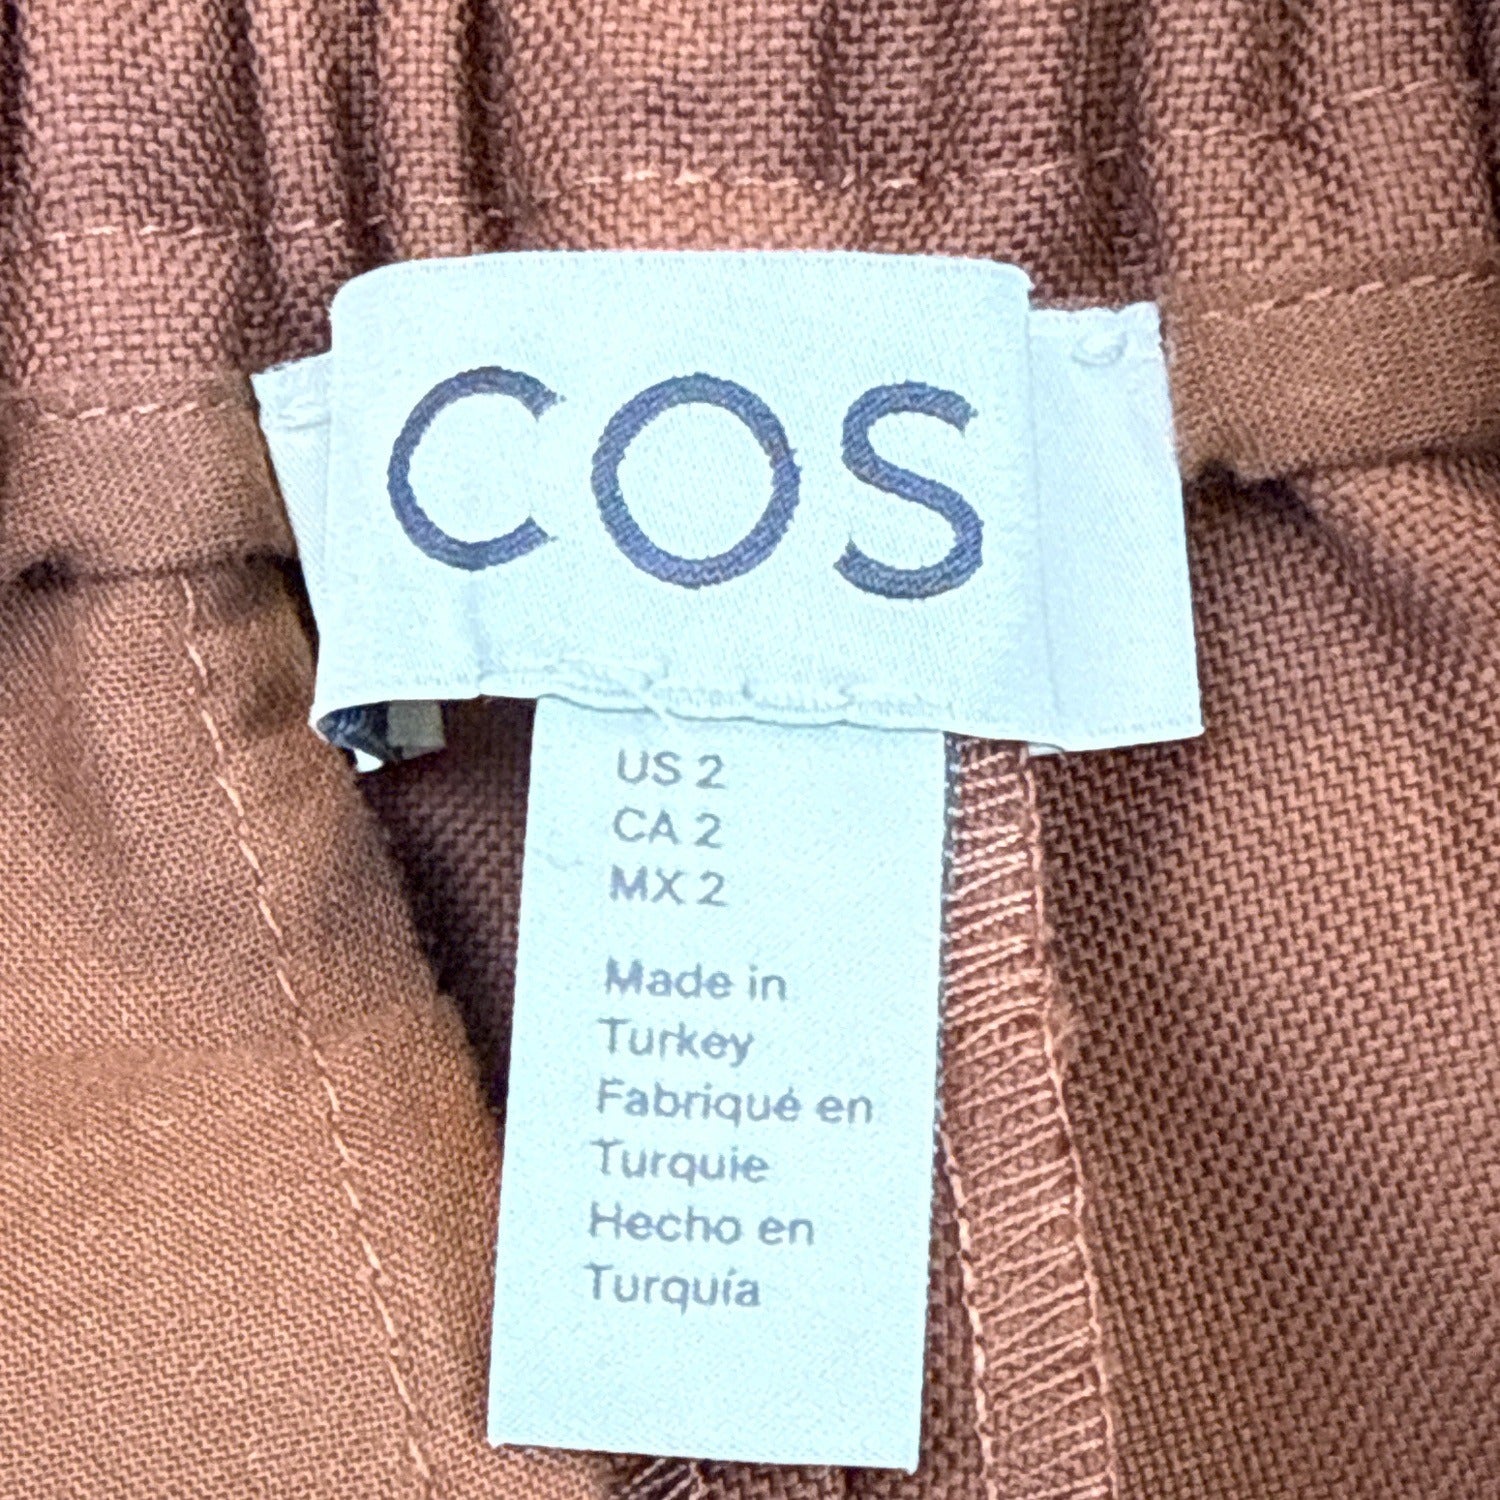 COS
US 2
CA 2
MX 2
Made in
Turkey
Fabriqué en
Turquie
Hecho en
Turquía